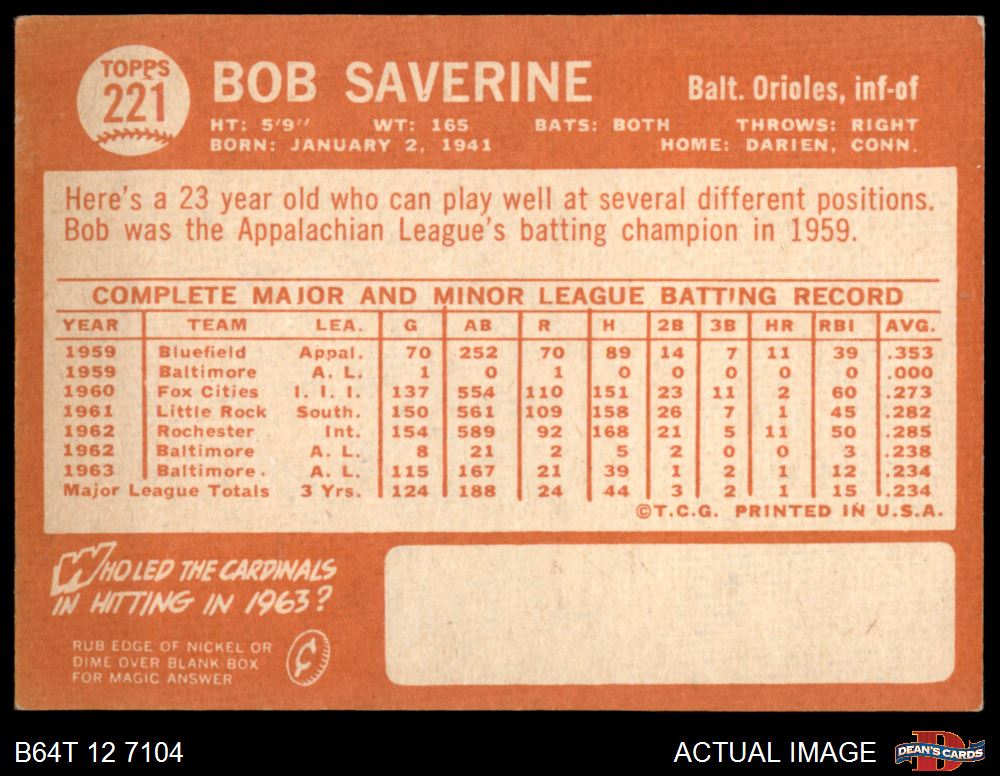 TOPPS
221
BOB SAVERINE
Balt. Orioles, inf-of
HT: 5'9" WT: 165 BATS: BOTH THROWS: RIGHT
BORN: JANUARY 2, 1941 HOME: DARIEN, CONN.
Here's a 23 year old who can play well at several different positions.
Bob was the Appalachian League's batting champion in 1959.
COMPLETE MAJOR AND MINOR LEAGUE BATTING RECORD
YEAR TEAM LEA. G AB R H 2B 3B HR RBI AVG.
1959 Bluefield Appal. 70 252 70 89 14 7 11 39 .353
1959 Baltimore A. L. 1 0 1 0 0 0 0 0 .000
1960 Fox Cities I. I. I. 137 554 110 151 23 11 2 60 .273
1961 Little Rock South. 150 561 109 158 26 7 1 45 .282
1962 Rochester Int. 154 589 92 168 21 5 11 50 .285
1962 Baltimore A. L. 8 21 2 5 2 0 0 3 .238
1963 Baltimore. A. L. 115 167 21 39 1 2 1 12 .234
Major League Totals 3 Yrs. 124 188 24 44 3 2 1 15 .234
©T.C.G. PRINTED IN U.S.A.
WHO LED THE CARDINALS
IN HITTING IN 1963?
RUB EDGE OF NICKEL OR
DIME OVER BLANK BOX
FOR MAGIC ANSWER
¢
B64T 12 7104
ACTUAL IMAGE
D
DEAN'S CARDS